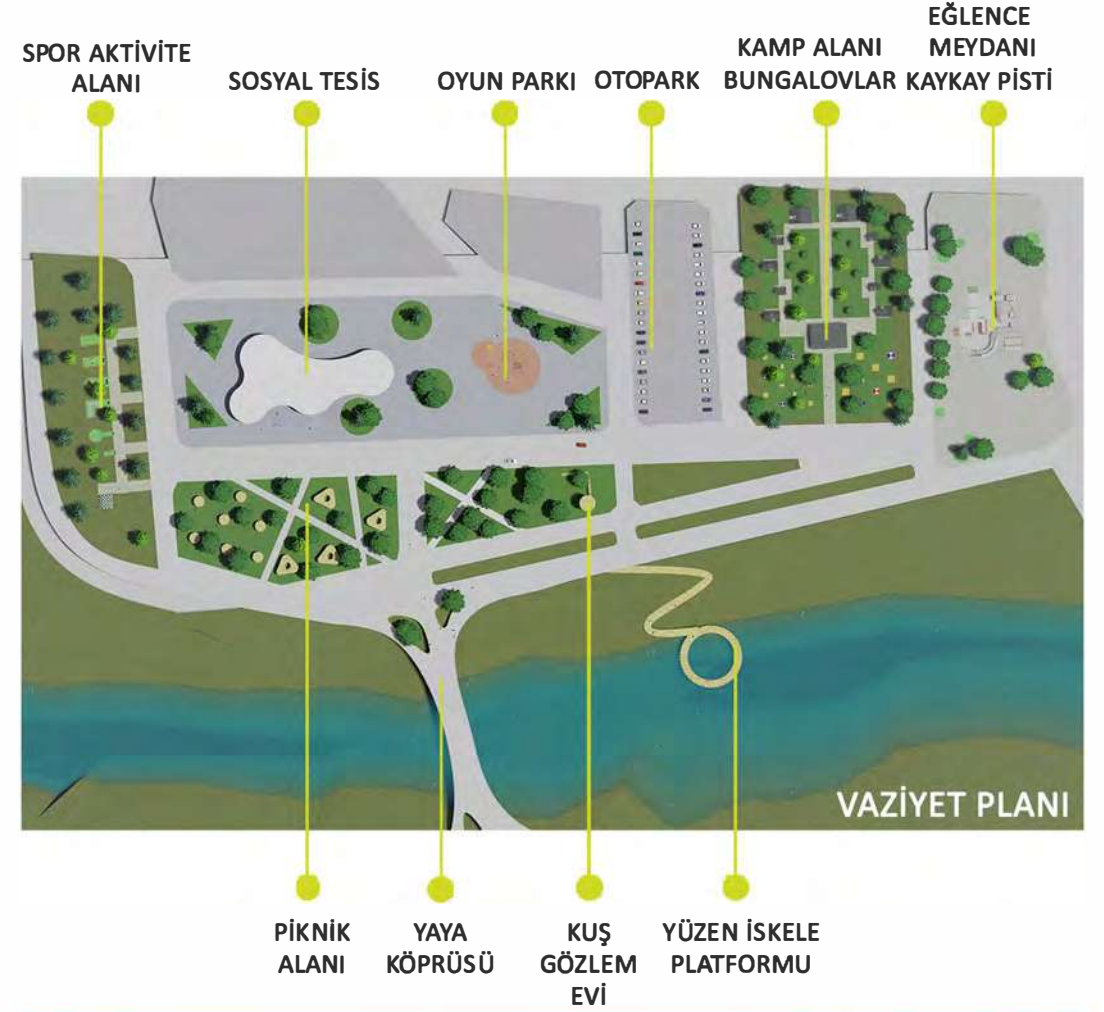 SPOR AKTİVİTE
ALANI
SOSYAL TESİS
OYUN PARKI
OTOPARK
KAMP ALANI
BUNGALOVLAR
EĞLENCE
MEYDANI
KAYKAY PİSTİ
VAZİYET PLANI
PİKNİK
ALANI
YAYA
KÖPRÜSÜ
KUŞ
GÖZLEM
EVİ
YÜZEN İSKELE
PLATFORMU